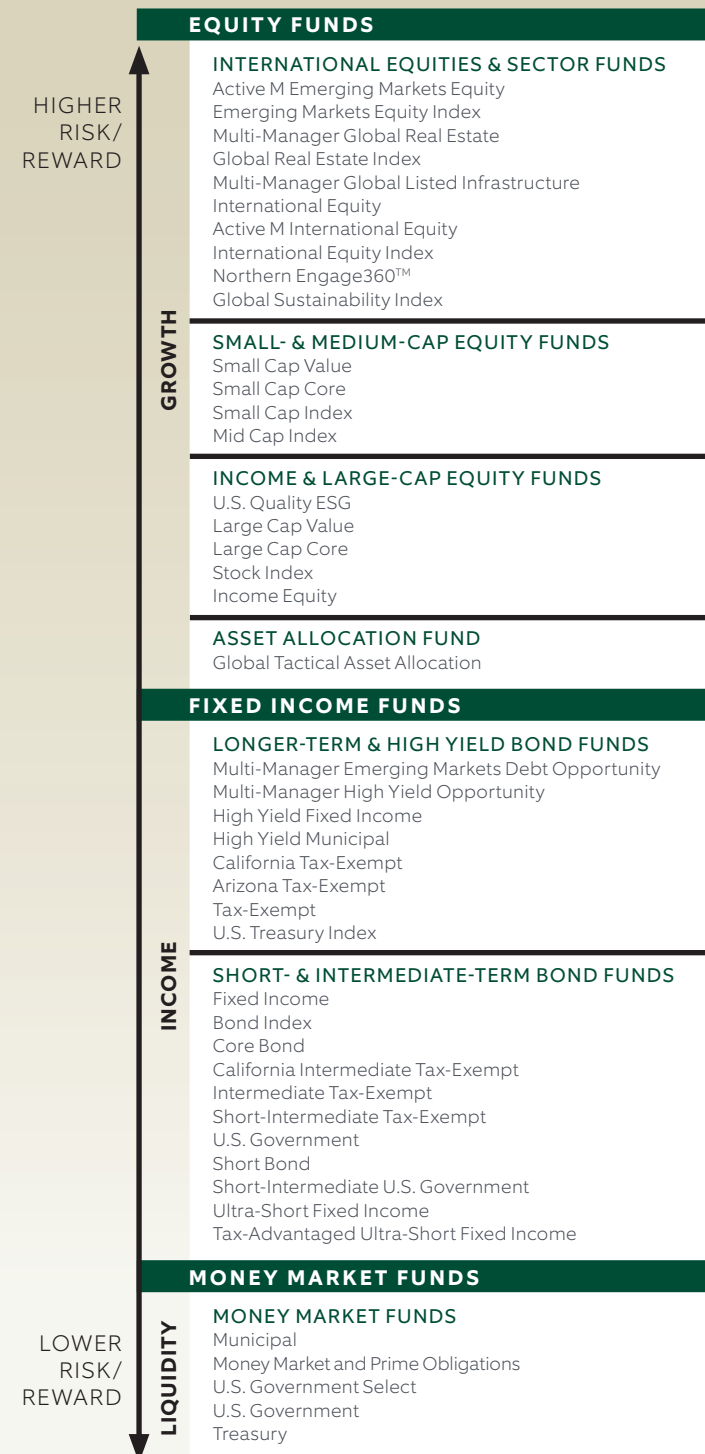 EQUITY FUNDS
HIGHER
RISK/
REWARD
GROWTH
INTERNATIONAL EQUITIES & SECTOR FUNDS
Active M Emerging Markets Equity
Emerging Markets Equity Index
Multi-Manager Global Real Estate
Global Real Estate Index
Multi-Manager Global Listed Infrastructure
International Equity
Active M International Equity
International Equity Index
Northern Engage360™
Global Sustainability Index
SMALL- & MEDIUM-CAP EQUITY FUNDS
Small Cap Value
Small Cap Core
Small Cap Index
Mid Cap Index
INCOME & LARGE-CAP EQUITY FUNDS
U.S. Quality ESG
Large Cap Value
Large Cap Core
Stock Index
Income Equity
ASSET ALLOCATION FUND
Global Tactical Asset Allocation
FIXED INCOME FUNDS
INCOME
LONGER-TERM & HIGH YIELD BOND FUNDS
Multi-Manager Emerging Markets Debt Opportunity
Multi-Manager High Yield Opportunity
High Yield Fixed Income
High Yield Municipal
California Tax-Exempt
Arizona Tax-Exempt
Tax-Exempt
U.S. Treasury Index
SHORT- & INTERMEDIATE-TERM BOND FUNDS
Fixed Income
Bond Index
Core Bond
California Intermediate Tax-Exempt
Intermediate Tax-Exempt
Short-Intermediate Tax-Exempt
U.S. Government
Short Bond
Short-Intermediate U.S. Government
Ultra-Short Fixed Income
Tax-Advantaged Ultra-Short Fixed Income
MONEY MARKET FUNDS
LOWER
RISK/
REWARD
LIQUIDITY
MONEY MARKET FUNDS
Municipal
Money Market and Prime Obligations
U.S. Government Select
U.S. Government
Treasury